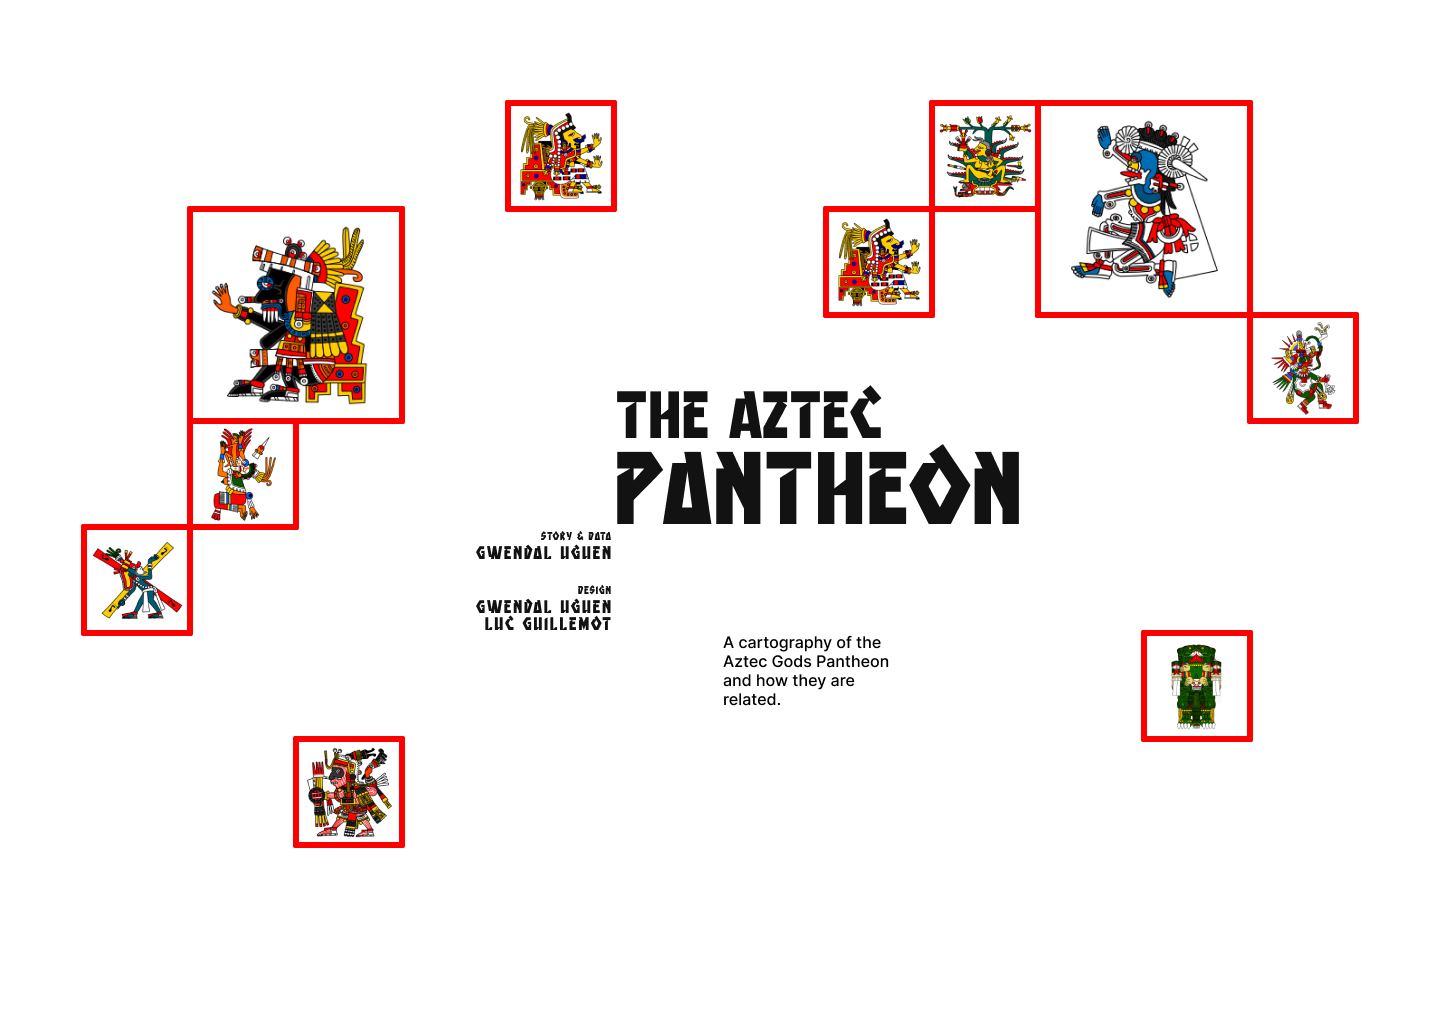 THE AZTEC
PANTHEON
STORY & DATA
GWENDAL UGUEN
DESIGN
GWENDAL UGUEN
LUC GUILLEMOT
A cartography of the
Aztec Gods Pantheon
and how they are
related.